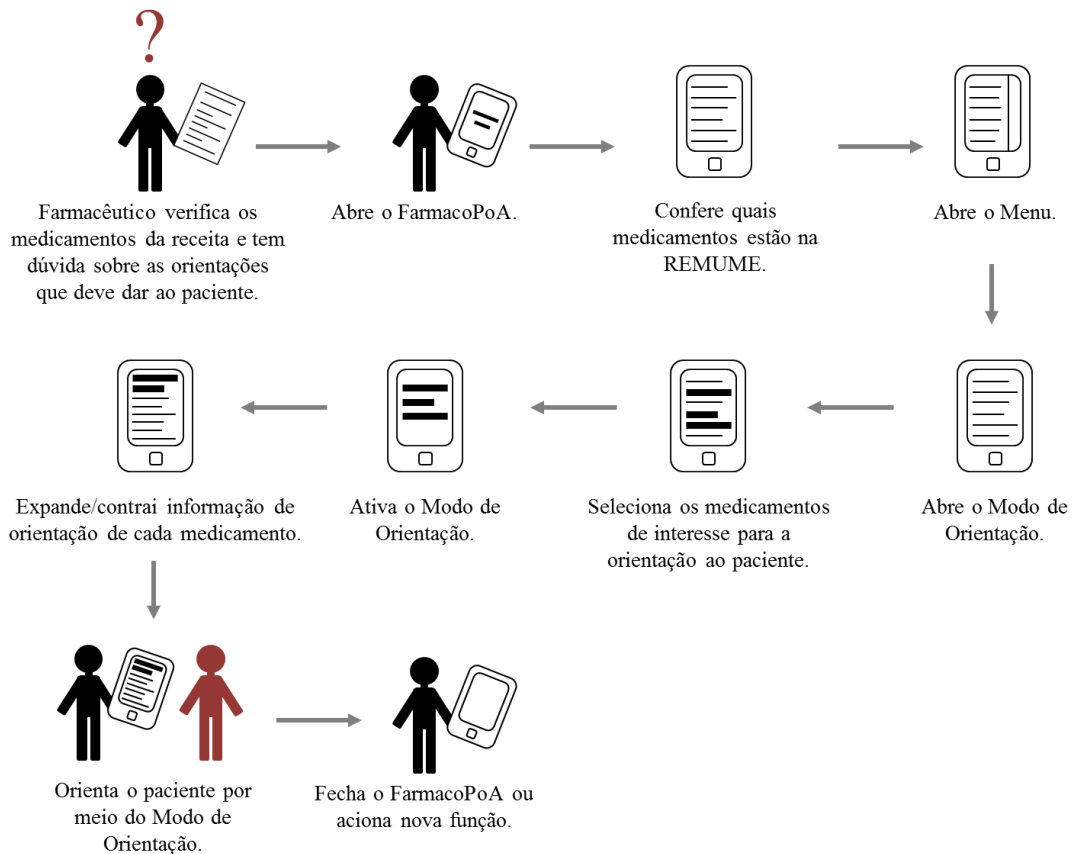 ?
Farmacêutico verifica os
medicamentos da receita e tem
dúvida sobre as orientações
que deve dar ao paciente.
Abre o FarmacoPoA.
Confere quais
medicamentos estão na
REMUME.
Abre o Menu.
Abre o Modo de
Orientação.
Seleciona os medicamentos
de interesse para a
orientação ao paciente.
Ativa o Modo de
Orientação.
Expande/contrai informação de
orientação de cada medicamento.
Orienta o paciente por
meio do Modo de
Orientação.
Fecha o FarmacoPoA ou
aciona nova função.